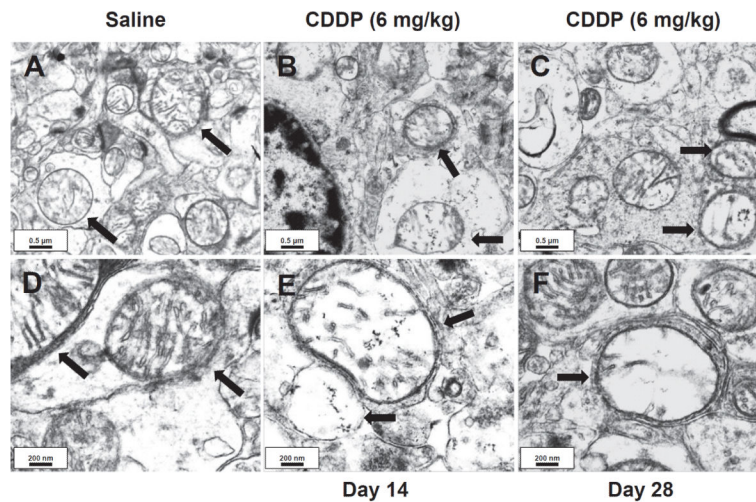 Saline CDDP (6 mg/kg) CDDP (6 mg/kg)
A B C
0.5 µm 0.5 µm 0.5 µm
D E F
200 nm 200 nm 200 nm
Day 14 Day 28